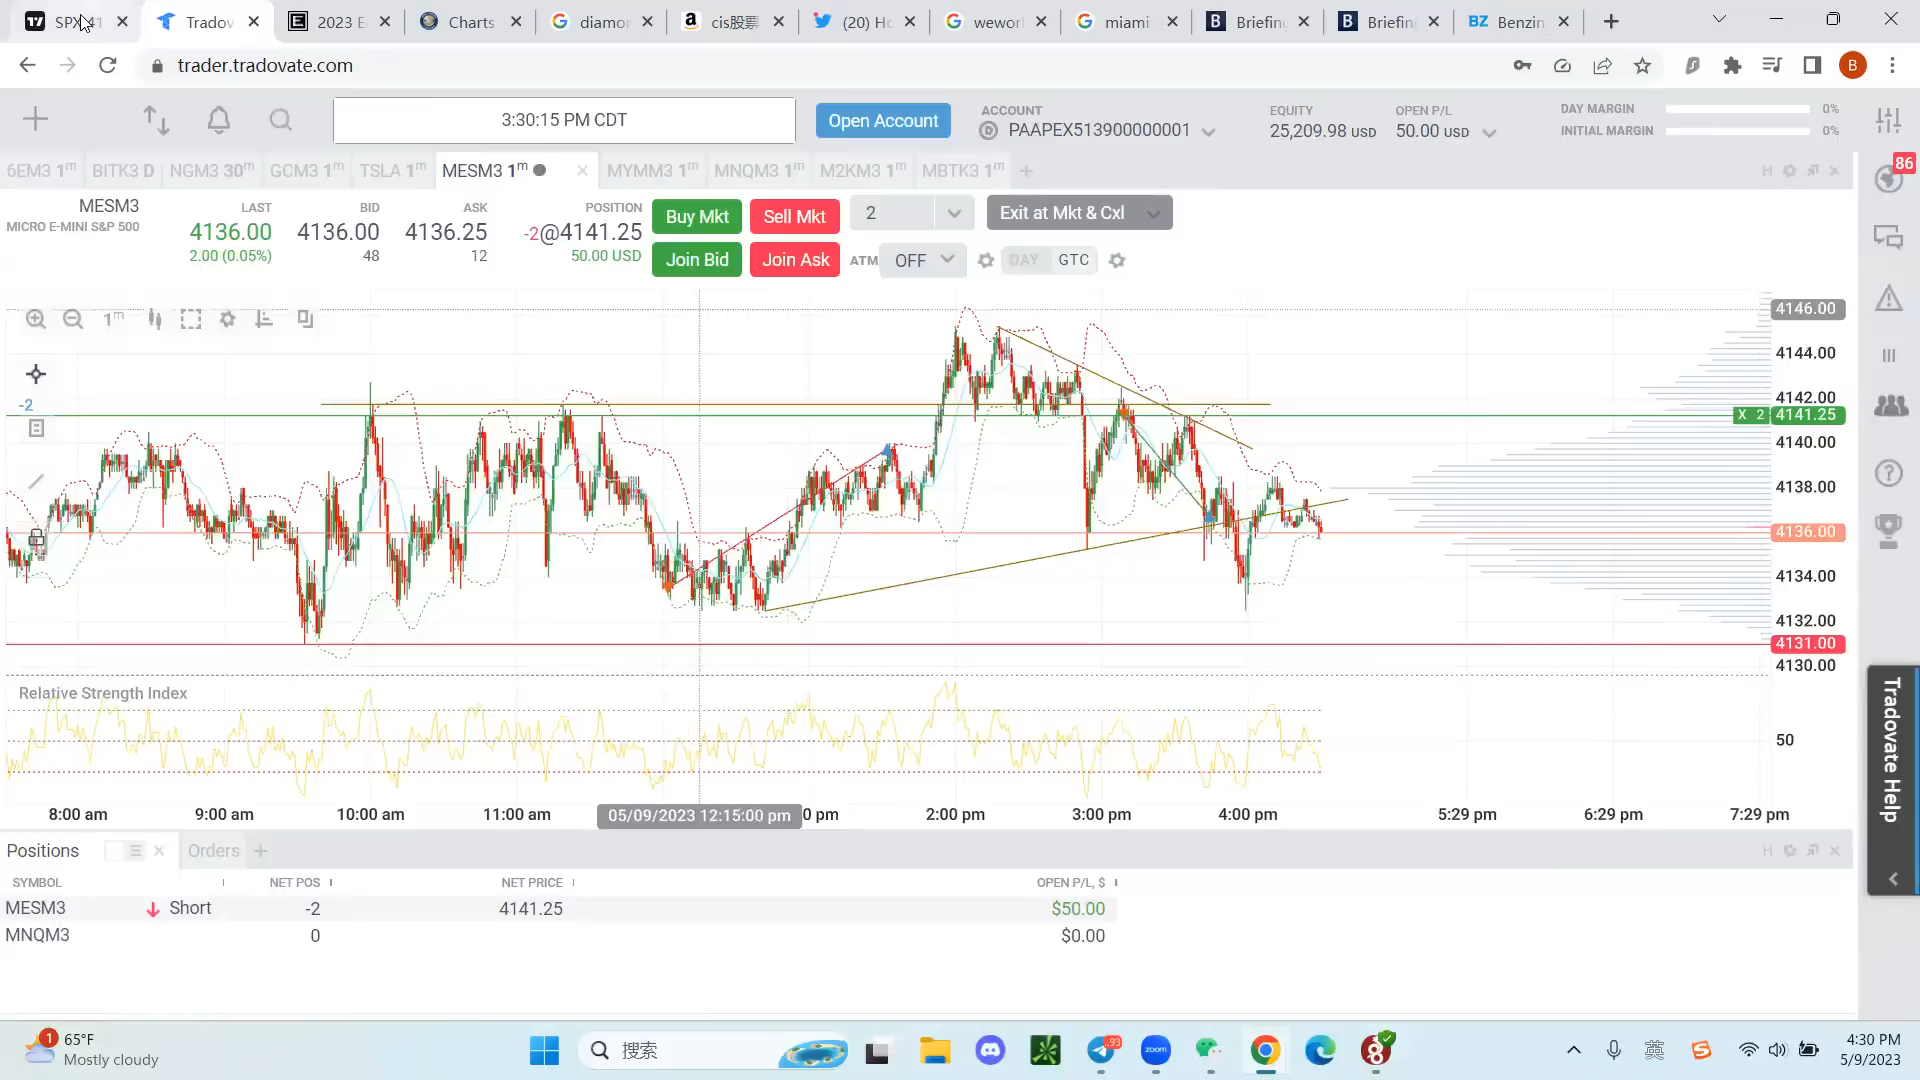 SPX 41
Tradov
2023 E
Charts
diamo
cis股票
(20) Ho
wewor
miami
Briefin
Briefin
BZ Benzin
trader.tradovate.com
B
3:30:15 PM CDT
Open Account
ACCOUNT
D PAAPEX513900000001
EQUITY
25,209.98 USD
OPEN P/L
50.00 USD
DAY MARGIN 0%
INITIAL MARGIN 0%
6EM3 1m BITK3 D NGM3 30m GCM3 1m TSLA 1m MESM3 1m MYMM3 1m MNQM3 1m M2KM3 1m MBTK3 1m
H
86
MESM3
MICRO E-MINI S&P 500
LAST
4136.00
2.00 (0.05%)
BID
4136.00
48
ASK
4136.25
12
POSITION
-2@4141.25
50.00 USD
Buy Mkt
Sell Mkt
2
Exit at Mkt & Cxl
Join Bid
Join Ask
ATM
OFF
DAY
GTC
1m
-2
4146.00
4144.00
4142.00
X 2 4141.25
4140.00
4138.00
4136.00
4134.00
4132.00
4131.00
4130.00
Relative Strength Index
50
8:00 am 9:00 am 10:00 am 11:00 am 05/09/2023 12:15:00 pm 0 pm 2:00 pm 3:00 pm 4:00 pm 5:29 pm 6:29 pm 7:29 pm
Tradovate Help
Positions
Orders
H
SYMBOL NET POS NET PRICE OPEN P/L, $
MESM3 Short -2 4141.25 $50.00
MNQM3 0 $0.00
1
65°F
Mostly cloudy
搜索
93
zoom
英
4:30 PM
5/9/2023